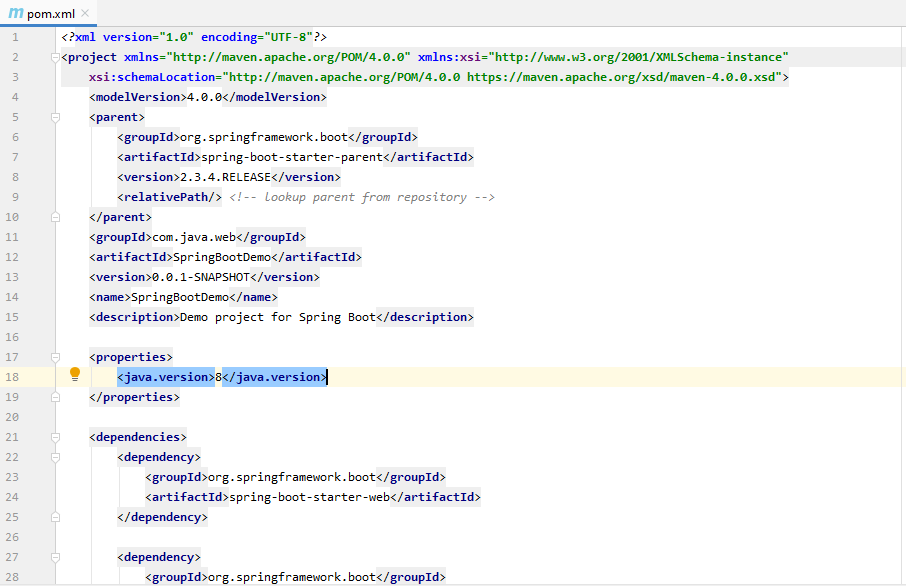 m pom.xml ×
1 <?xml version="1.0" encoding="UTF-8"?>
2 <project xmlns="http://maven.apache.org/POM/4.0.0" xmlns:xsi="http://www.w3.org/2001/XMLSchema-instance"
3 xsi:schemaLocation="http://maven.apache.org/POM/4.0.0 https://maven.apache.org/xsd/maven-4.0.0.xsd">
4 <modelVersion>4.0.0</modelVersion>
5 <parent>
6 <groupId>org.springframework.boot</groupId>
7 <artifactId>spring-boot-starter-parent</artifactId>
8 <version>2.3.4.RELEASE</version>
9 <relativePath/> <!-- lookup parent from repository -->
10 </parent>
11 <groupId>com.java.web</groupId>
12 <artifactId>SpringBootDemo</artifactId>
13 <version>0.0.1-SNAPSHOT</version>
14 <name>SpringBootDemo</name>
15 <description>Demo project for Spring Boot</description>
16
17 <properties>
18 <java.version>8</java.version>
19 </properties>
20
21 <dependencies>
22 <dependency>
23 <groupId>org.springframework.boot</groupId>
24 <artifactId>spring-boot-starter-web</artifactId>
25 </dependency>
26
27 <dependency>
28 <groupId>org.springframework.boot</groupId>